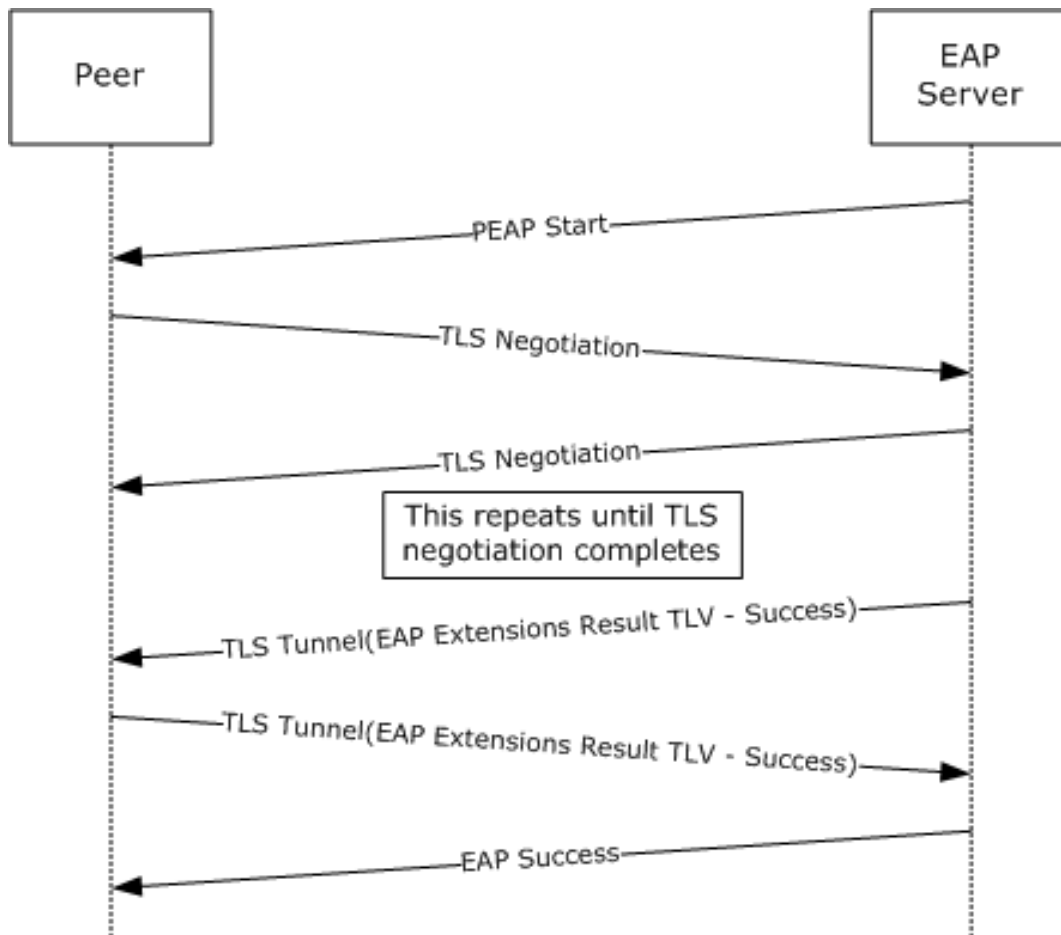 Peer
EAP
Server
PEAP Start
TLS Negotiation
TLS Negotiation
This repeats until TLS
negotiation completes
TLS Tunnel(EAP Extensions Result TLV - Success)
TLS Tunnel(EAP Extensions Result TLV - Success)
EAP Success